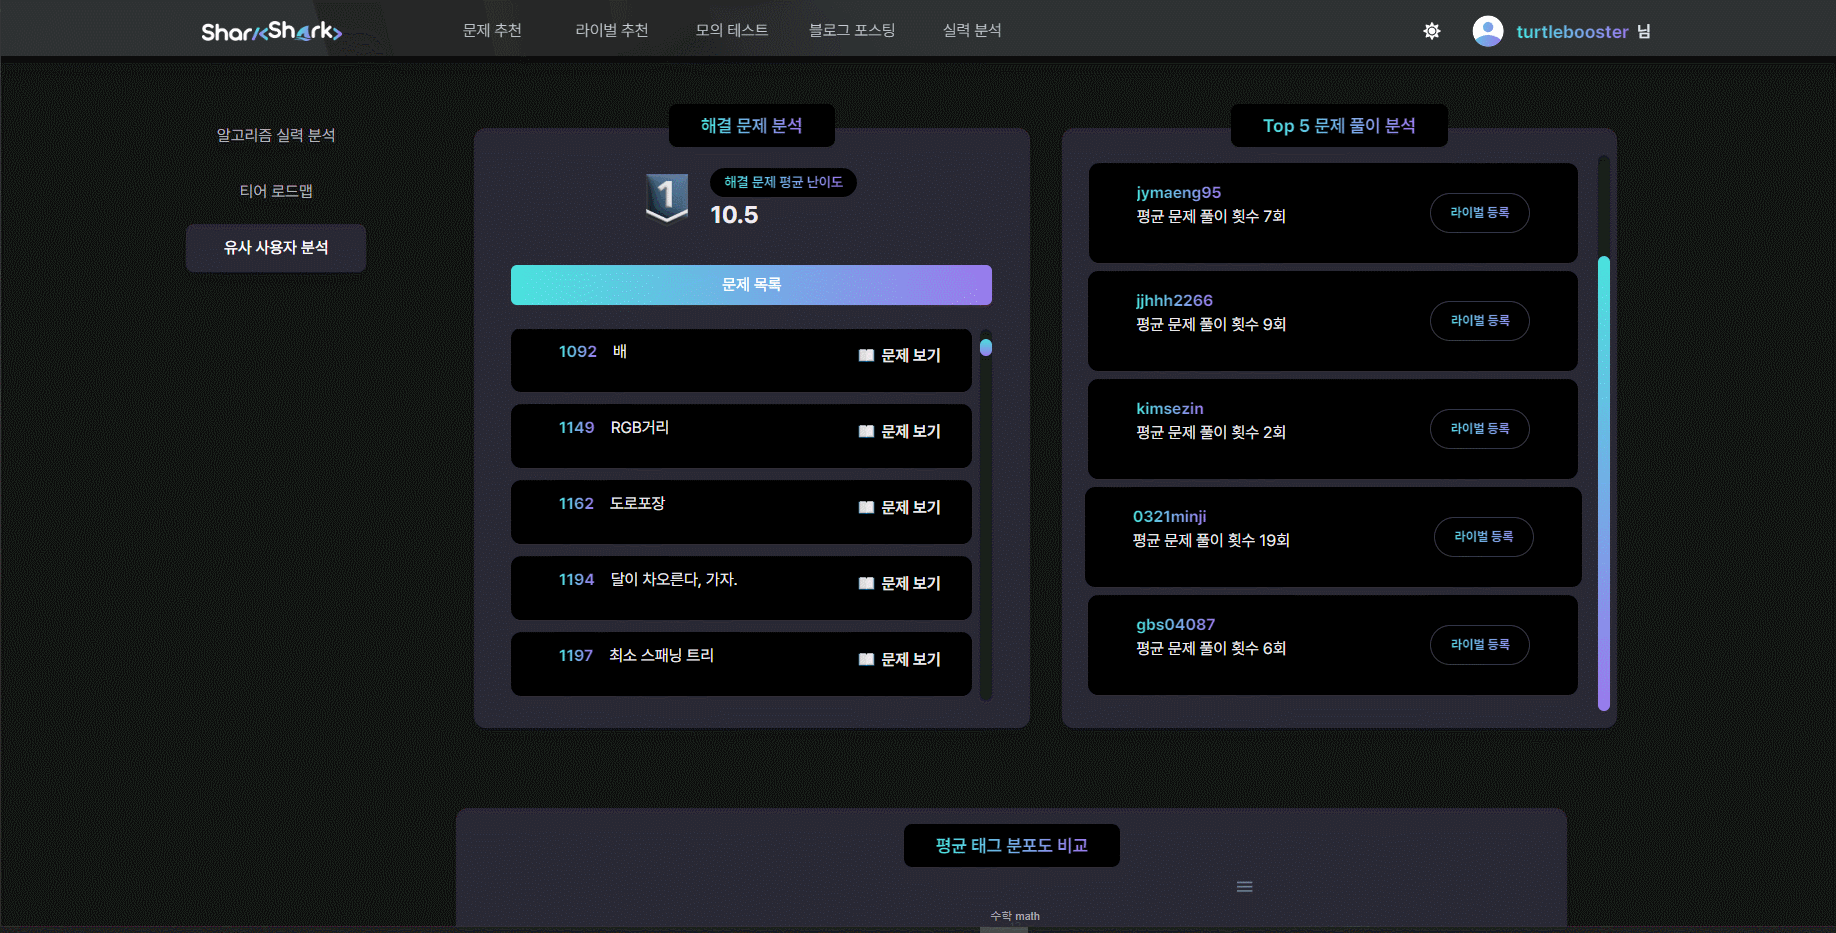 SharkShark
문제 추천
라이벌 추천
모의 테스트
블로그 포스팅
실력 분석
turtlebooster 님
알고리즘 실력 분석
티어 로드맵
유사 사용자 분석
해결 문제 분석
1
해결 문제 평균 난이도
10.5
문제 목록
1092 배 문제 보기
1149 RGB거리 문제 보기
1162 도로포장 문제 보기
1194 달이 차오른다, 가자. 문제 보기
1197 최소 스패닝 트리 문제 보기
Top 5 문제 풀이 분석
jymaeng95
평균 문제 풀이 횟수 7회
라이벌 등록
jjhhh2266
평균 문제 풀이 횟수 9회
라이벌 등록
kimsezin
평균 문제 풀이 횟수 2회
라이벌 등록
0321minji
평균 문제 풀이 횟수 19회
라이벌 등록
gbs04087
평균 문제 풀이 횟수 6회
라이벌 등록
평균 태그 분포도 비교
수학 math